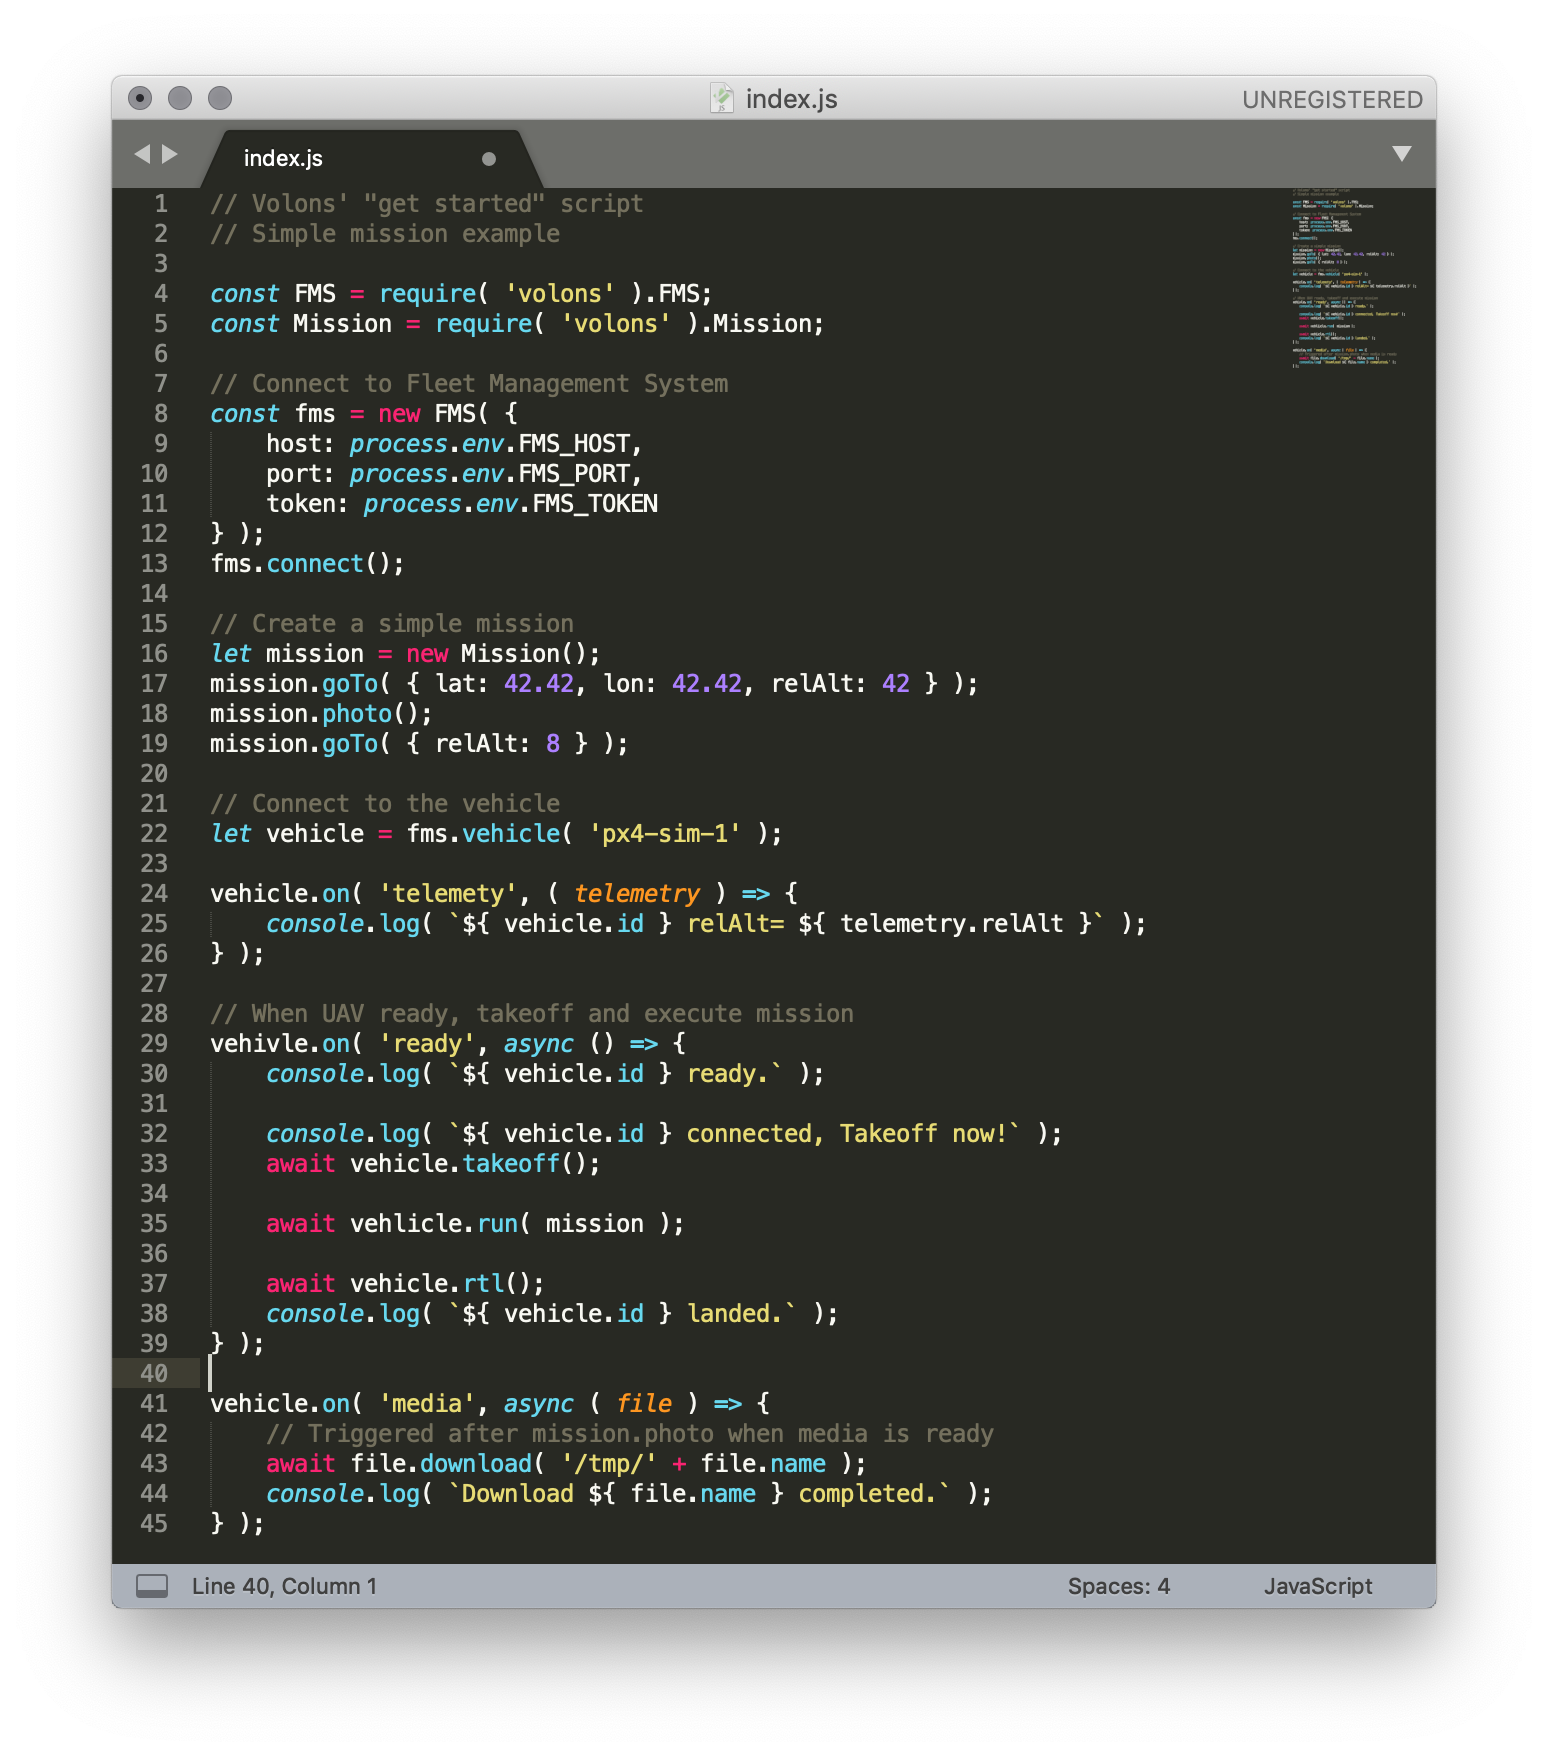 index.js
UNREGISTERED
index.js
1 // Volons' "get started" script
2 // Simple mission example
3
4 const FMS = require( 'volons' ).FMS;
5 const Mission = require( 'volons' ).Mission;
6
7 // Connect to Fleet Management System
8 const fms = new FMS( {
9     host: process.env.FMS_HOST,
10     port: process.env.FMS_PORT,
11     token: process.env.FMS_TOKEN
12 } );
13 fms.connect();
14
15 // Create a simple mission
16 let mission = new Mission();
17 mission.goTo( { lat: 42.42, lon: 42.42, relAlt: 42 } );
18 mission.photo();
19 mission.goTo( { relAlt: 8 } );
20
21 // Connect to the vehicle
22 let vehicle = fms.vehicle( 'px4-sim-1' );
23
24 vehicle.on( 'telemety', ( telemetry ) => {
25     console.log( `${ vehicle.id } relAlt= ${ telemetry.relAlt }` );
26 } );
27
28 // When UAV ready, takeoff and execute mission
29 vehivle.on( 'ready', async () => {
30     console.log( `${ vehicle.id } ready.` );
31
32     console.log( `${ vehicle.id } connected, Takeoff now!` );
33     await vehicle.takeoff();
34
35     await vehlicle.run( mission );
36
37     await vehicle.rtl();
38     console.log( `${ vehicle.id } landed.` );
39 } );
40
41 vehicle.on( 'media', async ( file ) => {
42     // Triggered after mission.photo when media is ready
43     await file.download( '/tmp/' + file.name );
44     console.log( `Download ${ file.name } completed.` );
45 } );
Line 40, Column 1
Spaces: 4
JavaScript